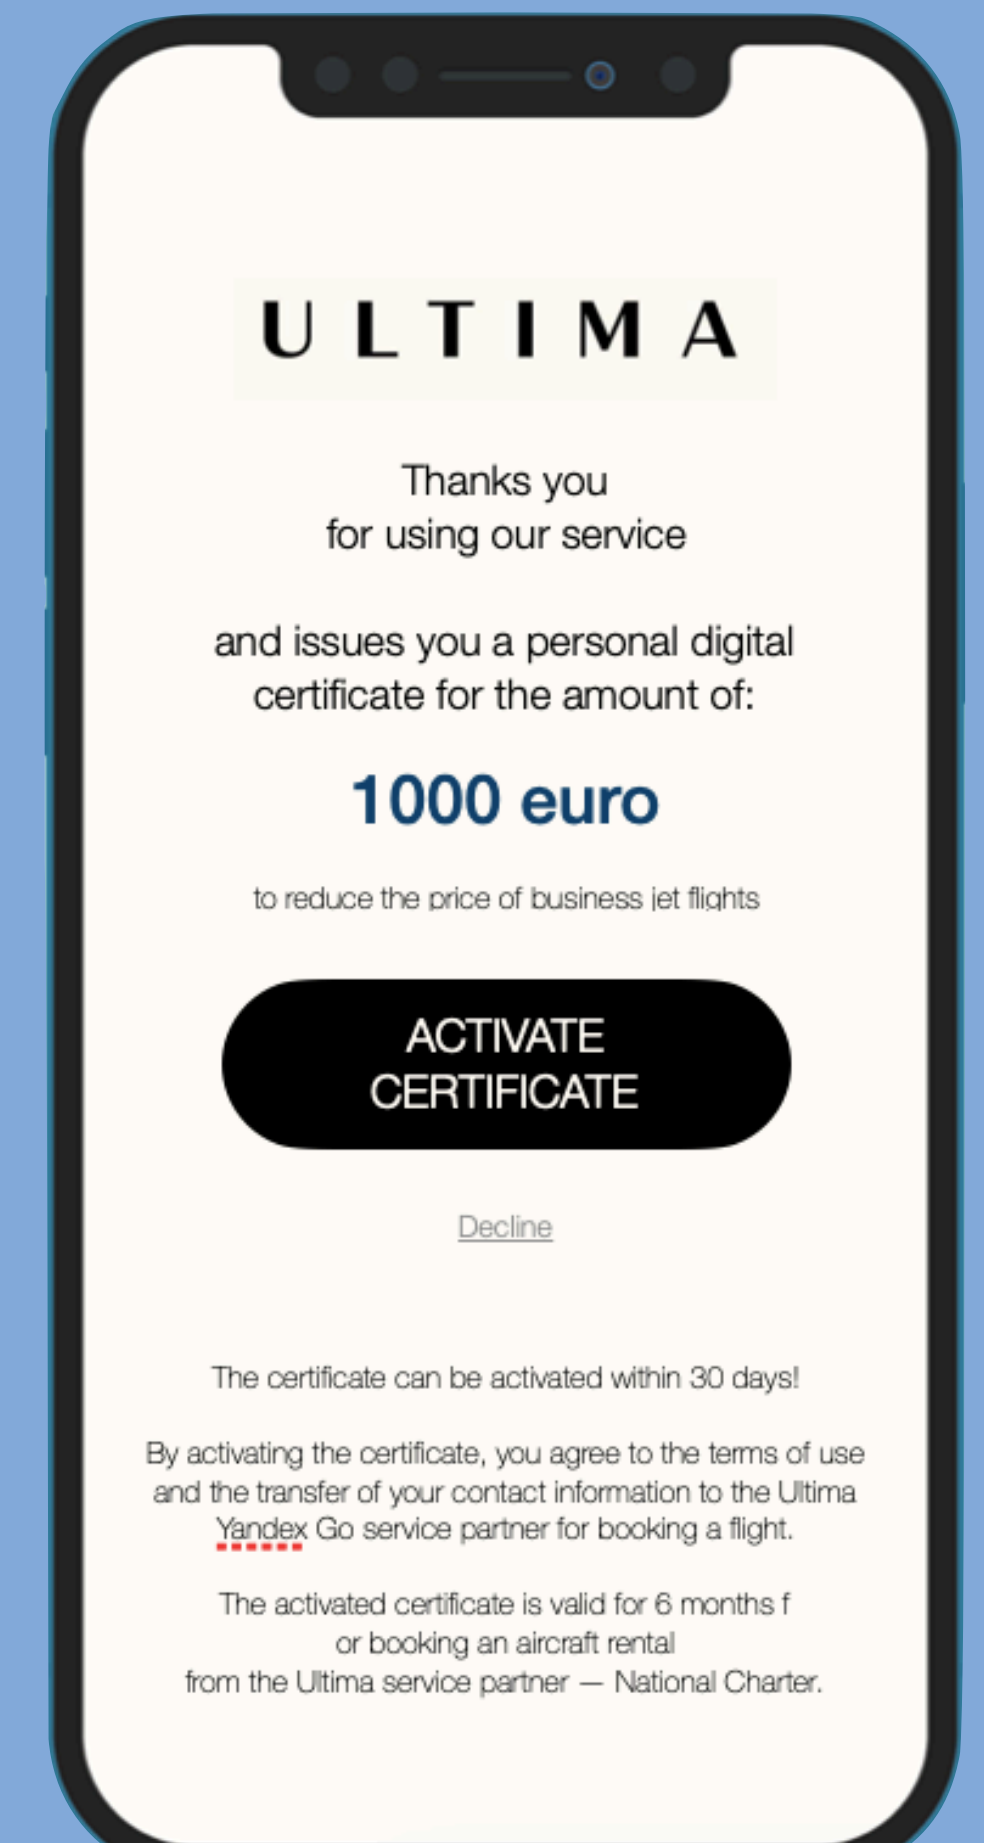 ULTIMA
Thanks you
for using our service
and issues you a personal digital
certificate for the amount of:
1000 euro
to reduce the price of business jet flights
ACTIVATE
CERTIFICATE
Decline
The certificate can be activated within 30 days!
By activating the certificate, you agree to the terms of use
and the transfer of your contact information to the Ultima
Yandex Go service partner for booking a flight.
The activated certificate is valid for 6 months f
or booking an aircraft rental
from the Ultima service partner — National Charter.